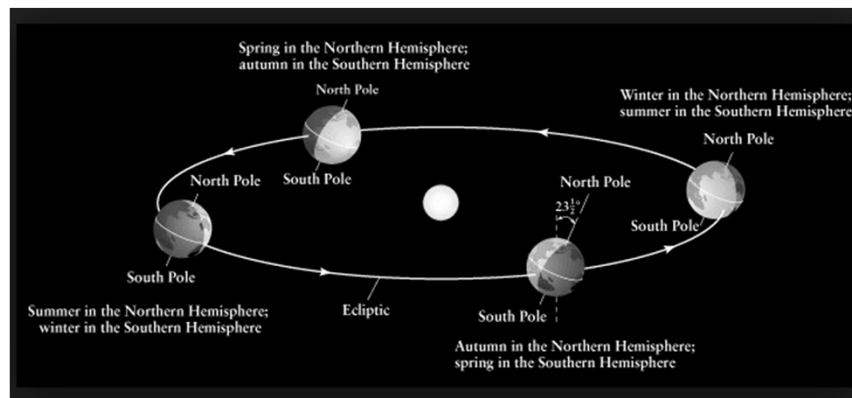 Spring in the Northern Hemisphere;
autumn in the Southern Hemisphere
North Pole
South Pole
Winter in the Northern Hemisphere;
summer in the Southern Hemisphere
North Pole
South Pole
North Pole
South Pole
Summer in the Northern Hemisphere;
winter in the Southern Hemisphere
Ecliptic
North Pole
23½°
South Pole
Autumn in the Northern Hemisphere;
spring in the Southern Hemisphere